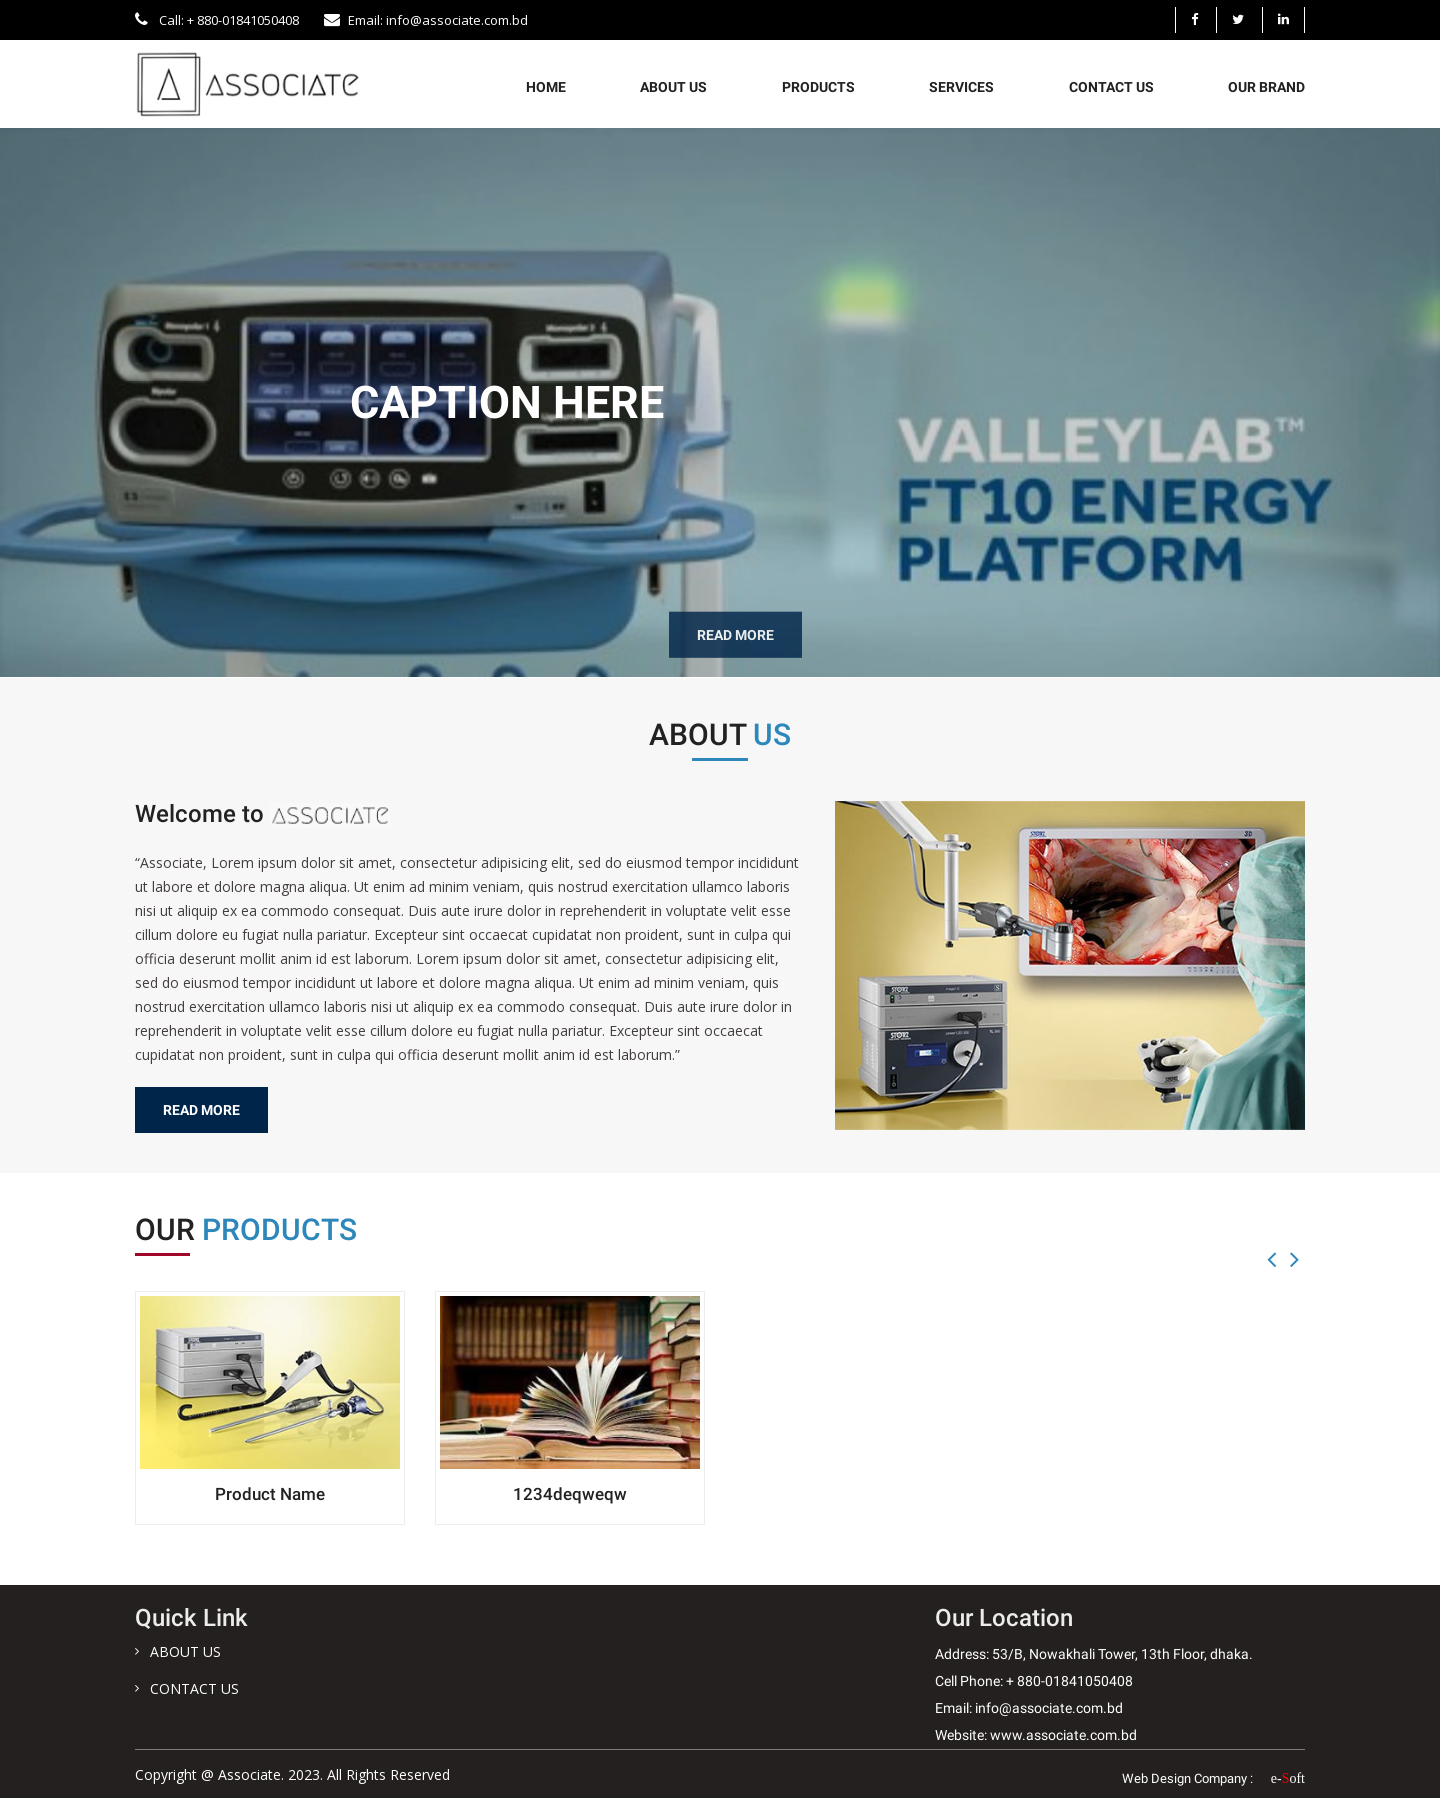 Call: + 880-01841050408 Email: info@associate.com.bd
ASSOCIATE
HOME ABOUT US PRODUCTS SERVICES CONTACT US OUR BRAND
CAPTION HERE
VALLEYLAB™
FT10 ENERGY
PLATFORM
READ MORE
ABOUT US
Welcome to ASSOCIATE
“Associate, Lorem ipsum dolor sit amet, consectetur adipisicing elit, sed do eiusmod tempor incididunt
ut labore et dolore magna aliqua. Ut enim ad minim veniam, quis nostrud exercitation ullamco laboris
nisi ut aliquip ex ea commodo consequat. Duis aute irure dolor in reprehenderit in voluptate velit esse
cillum dolore eu fugiat nulla pariatur. Excepteur sint occaecat cupidatat non proident, sunt in culpa qui
officia deserunt mollit anim id est laborum. Lorem ipsum dolor sit amet, consectetur adipisicing elit,
sed do eiusmod tempor incididunt ut labore et dolore magna aliqua. Ut enim ad minim veniam, quis
nostrud exercitation ullamco laboris nisi ut aliquip ex ea commodo consequat. Duis aute irure dolor in
reprehenderit in voluptate velit esse cillum dolore eu fugiat nulla pariatur. Excepteur sint occaecat
cupidatat non proident, sunt in culpa qui officia deserunt mollit anim id est laborum.”
READ MORE
STORZ
3D
STORZ
STORZ
OUR PRODUCTS
Product Name
1234deqweqw
Quick Link
ABOUT US
CONTACT US
Our Location
Address: 53/B, Nowakhali Tower, 13th Floor, dhaka.
Cell Phone: + 880-01841050408
Email: info@associate.com.bd
Website: www.associate.com.bd
Copyright @ Associate. 2023. All Rights Reserved
Web Design Company : e-Soft